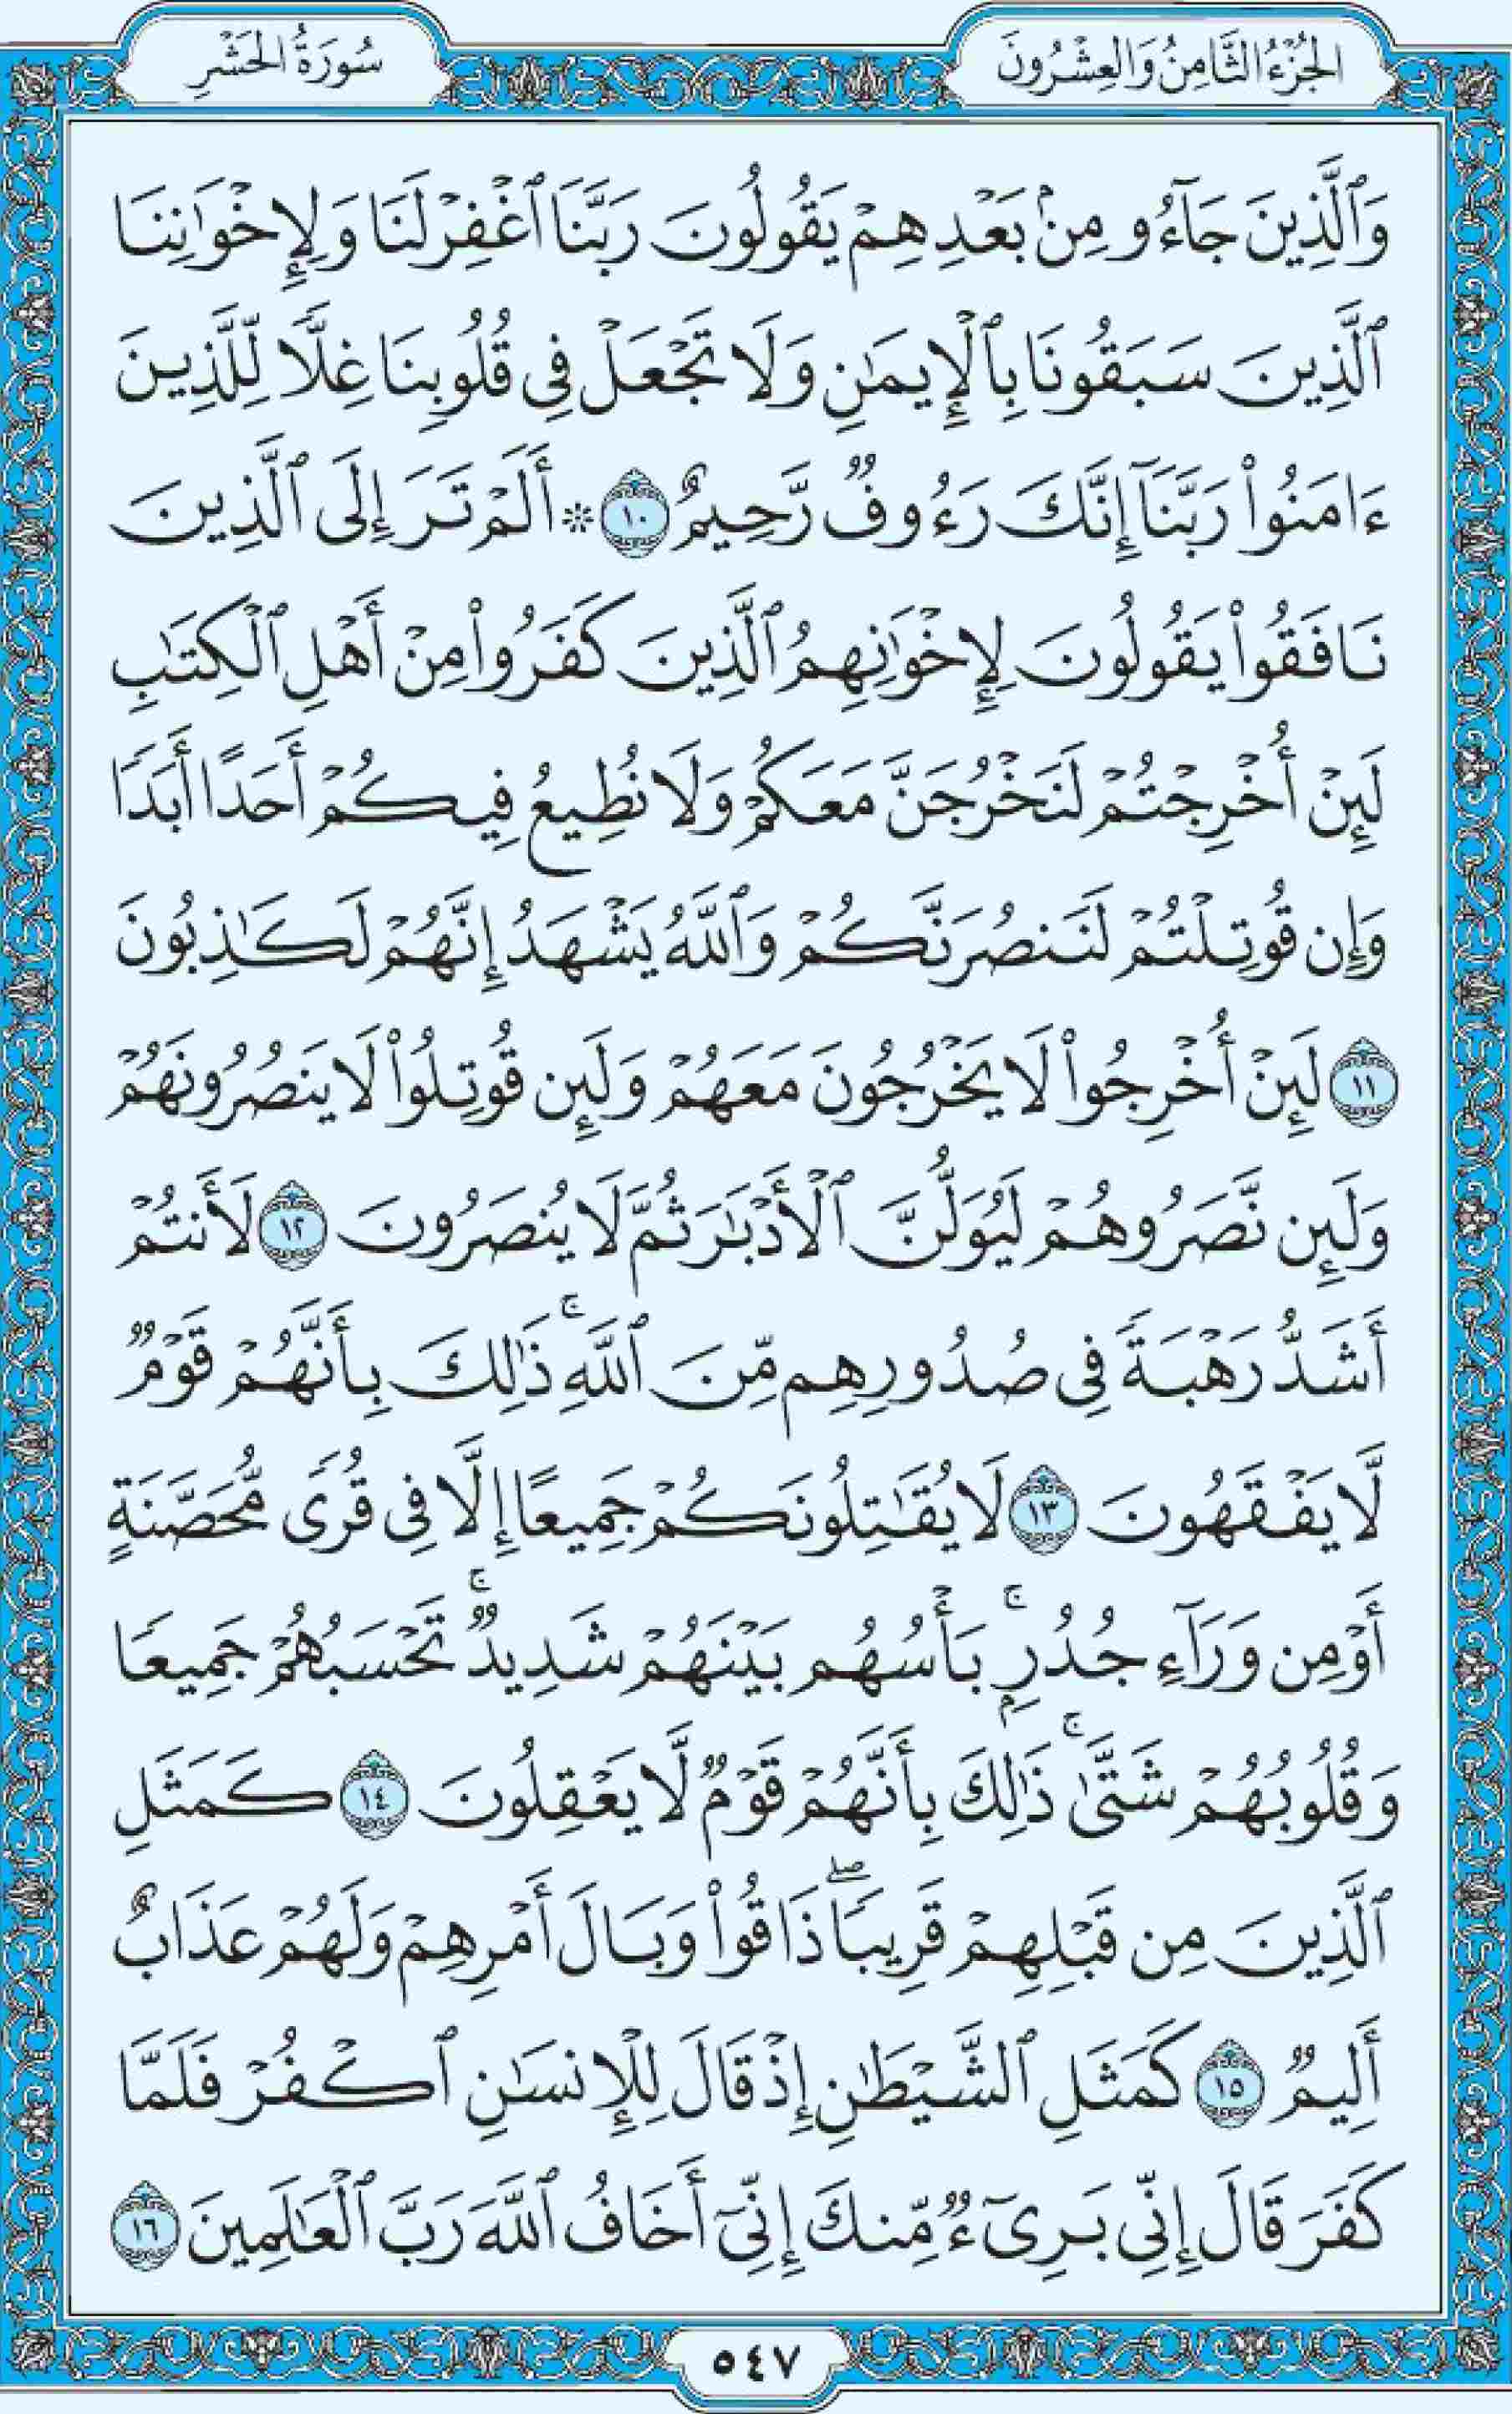 الجُزْءُ الثَّامِنُ وَالعِشْرُونَ
سُورَةُ الحَشْرِ
وَٱلَّذِينَ جَآءُو مِنۢ بَعْدِهِمْ يَقُولُونَ رَبَّنَا ٱغْفِرْ لَنَا وَلِإِخْوَٰنِنَا
ٱلَّذِينَ سَبَقُونَا بِٱلْإِيمَٰنِ وَلَا تَجْعَلْ فِى قُلُوبِنَا غِلًّا لِّلَّذِينَ
ءَامَنُوا۟ رَبَّنَآ إِنَّكَ رَءُوفٌ رَّحِيمٌ ١٠ ۞ أَلَمْ تَرَ إِلَى ٱلَّذِينَ
نَافَقُوا۟ يَقُولُونَ لِإِخْوَٰنِهِمُ ٱلَّذِينَ كَفَرُوا۟ مِنْ أَهْلِ ٱلْكِتَٰبِ
لَئِنْ أُخْرِجْتُمْ لَنَخْرُجَنَّ مَعَكُمْ وَلَا نُطِيعُ فِيكُمْ أَحَدًا أَبَدًا
وَإِن قُوتِلْتُمْ لَنَنصُرَنَّكُمْ وَٱللَّهُ يَشْهَدُ إِنَّهُمْ لَكَٰذِبُونَ
١١ لَئِنْ أُخْرِجُوا۟ لَا يَخْرُجُونَ مَعَهُمْ وَلَئِن قُوتِلُوا۟ لَا يَنصُرُونَهُمْ
وَلَئِن نَّصَرُوهُمْ لَيُوَلُّنَّ ٱلْأَدْبَٰرَ ثُمَّ لَا يُنصَرُونَ ١٢ لَأَنتُمْ
أَشَدُّ رَهْبَةً فِى صُدُورِهِم مِّنَ ٱللَّهِ ۚ ذَٰلِكَ بِأَنَّهُمْ قَوْمٌ
لَّا يَفْقَهُونَ ١٣ لَا يُقَٰتِلُونَكُمْ جَمِيعًا إِلَّا فِى قُرًى مُّحَصَّنَةٍ
أَوْ مِن وَرَآءِ جُدُرٍۭ ۚ بَأْسُهُم بَيْنَهُمْ شَدِيدٌ ۚ تَحْسَبُهُمْ جَمِيعًا
وَقُلُوبُهُمْ شَتَّىٰ ۚ ذَٰلِكَ بِأَنَّهُمْ قَوْمٌ لَّا يَعْقِلُونَ ١٤ كَمَثَلِ
ٱلَّذِينَ مِن قَبْلِهِمْ قَرِيبًا ۖ ذَاقُوا۟ وَبَالَ أَمْرِهِمْ وَلَهُمْ عَذَابٌ
أَلِيمٌ ١٥ كَمَثَلِ ٱلشَّيْطَٰنِ إِذْ قَالَ لِلْإِنسَٰنِ ٱكْفُرْ فَلَمَّا
كَفَرَ قَالَ إِنِّى بَرِىٓءٌ مِّنكَ إِنِّىٓ أَخَافُ ٱللَّهَ رَبَّ ٱلْعَٰلَمِينَ ١٦
٥٤٧